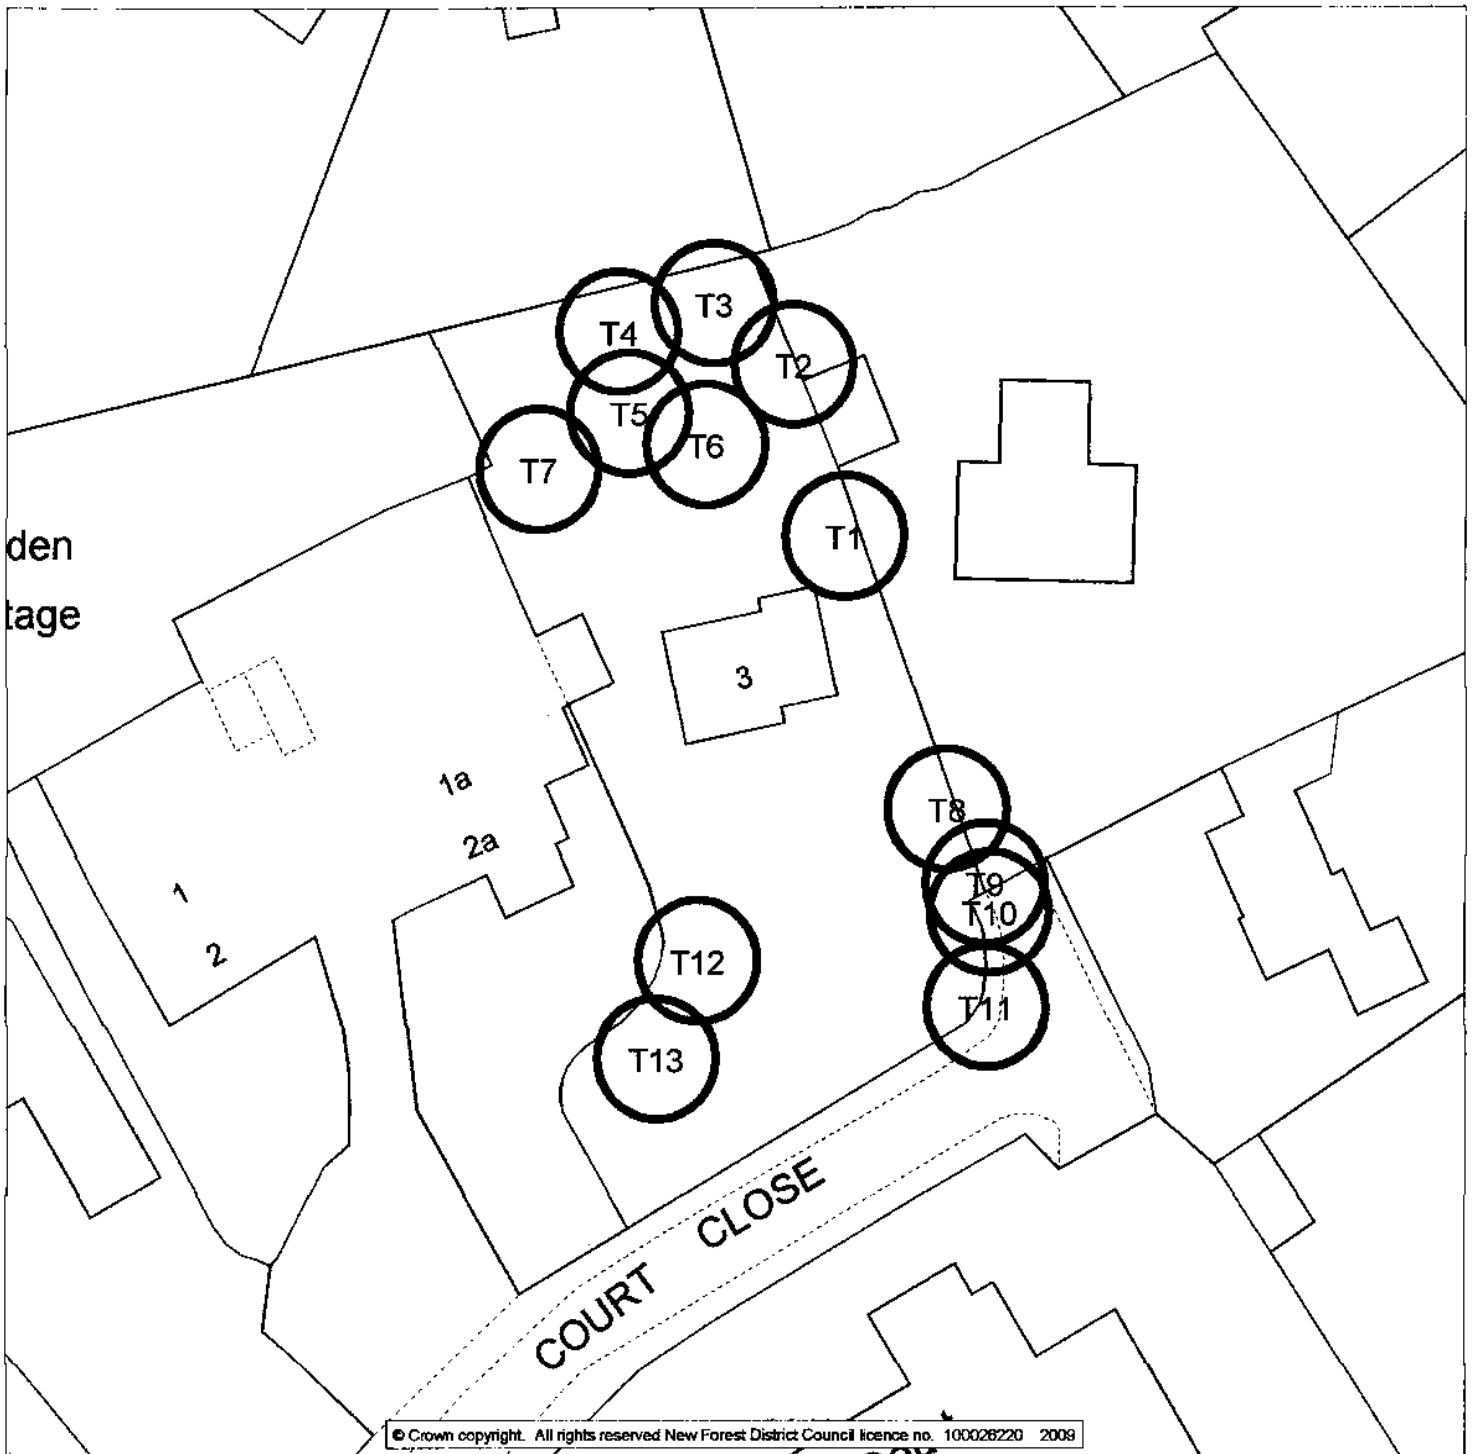 T3
T4
T2
T5
T6
T7
T1
den
tage
3
1a
T8
2a
T9
1
T10
2
T12
T11
T13
COURT CLOSE
© Crown copyright. All rights reserved New Forest District Council licence no. 100026220 2009